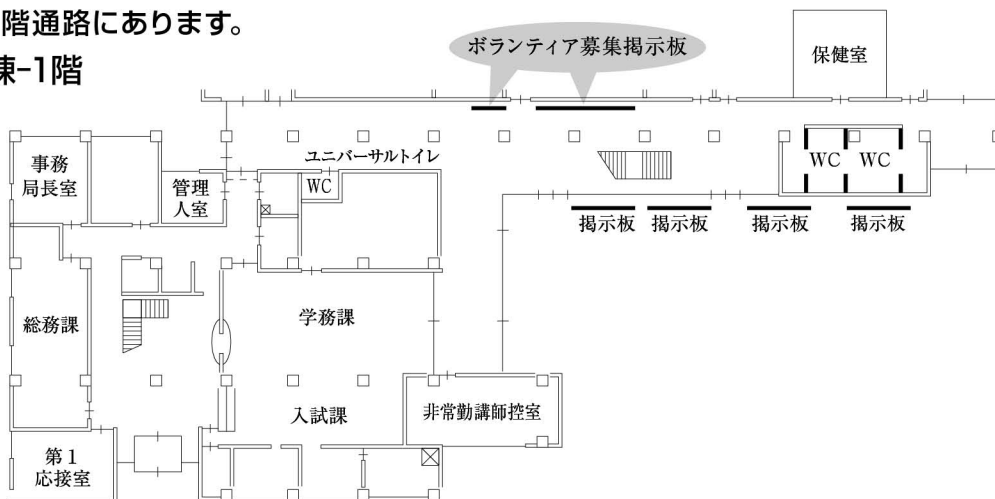 階通路にあります。
棟-1階
ボランティア募集掲示板
保健室
事務
局長室
管理
人室
ユニバーサルトイレ
WC
WC
WC
掲示板
掲示板
掲示板
掲示板
総務課
学務課
入試課
非常勤講師控室
第1
応接室